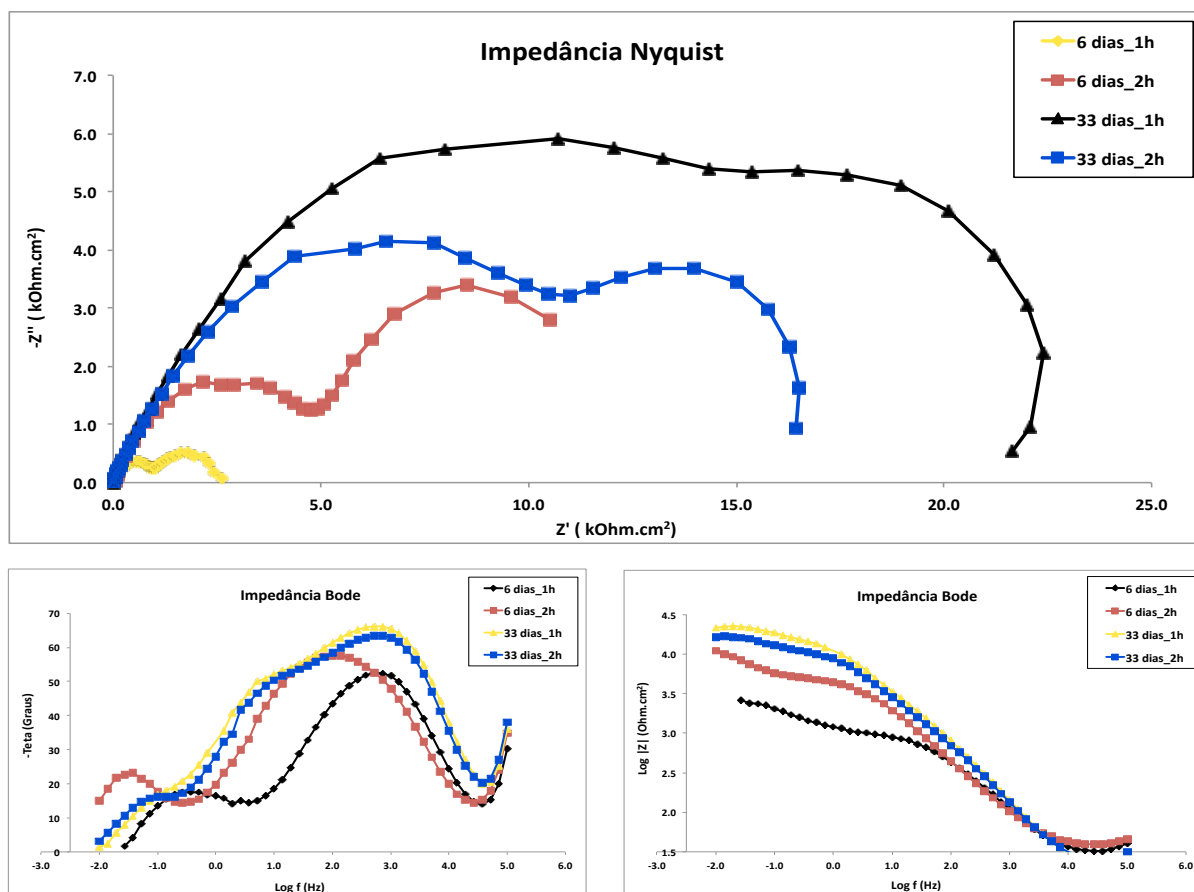 Impedância Nyquist
6 dias_1h
6 dias_2h
33 dias_1h
33 dias_2h
7.0
6.0
5.0
4.0
3.0
2.0
1.0
0.0
-Z'' ( kOhm.cm²)
0.0 5.0 10.0 15.0 20.0 25.0
Z' ( kOhm.cm²)
Impedância Bode
6 dias_1h
6 dias_2h
33 dias_1h
33 dias_2h
70
60
50
40
30
20
10
0
-Teta (Graus)
-3.0 -2.0 -1.0 0.0 1.0 2.0 3.0 4.0 5.0 6.0
Log f (Hz)
Impedância Bode
6 dias_1h
6 dias_2h
33 dias_1h
33 dias_2h
4.5
4.0
3.5
3.0
2.5
2.0
1.5
Log |Z| (Ohm.cm²)
-3.0 -2.0 -1.0 0.0 1.0 2.0 3.0 4.0 5.0 6.0
Log f (Hz)